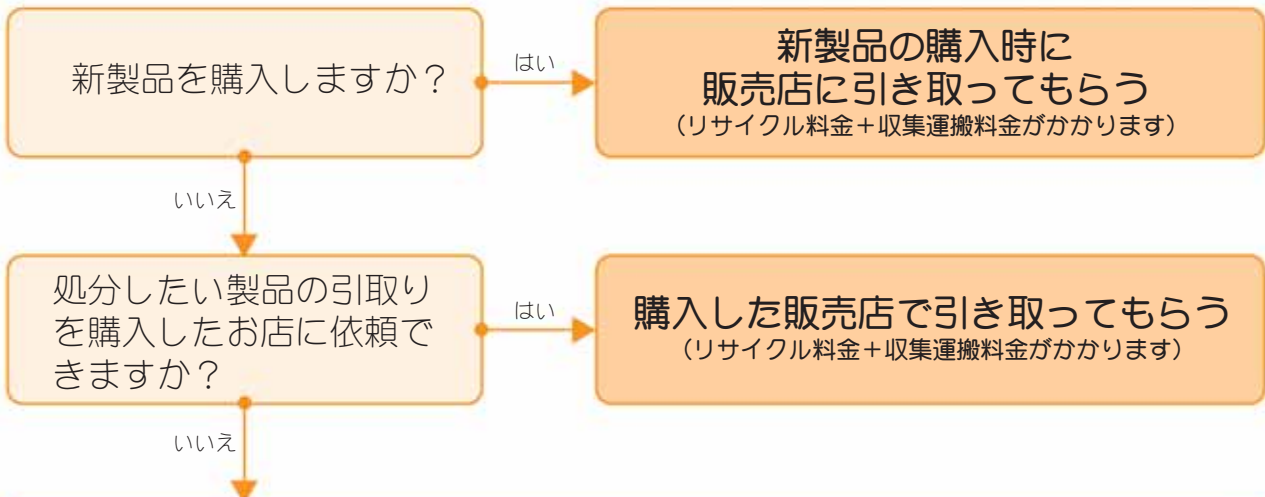 新製品を購入しますか？
はい
新製品の購入時に
販売店に引き取ってもらう
（リサイクル料金＋収集運搬料金がかかります）
いいえ
処分したい製品の引取り
を購入したお店に依頼で
きますか？
はい
購入した販売店で引き取ってもらう
（リサイクル料金＋収集運搬料金がかかります）
いいえ